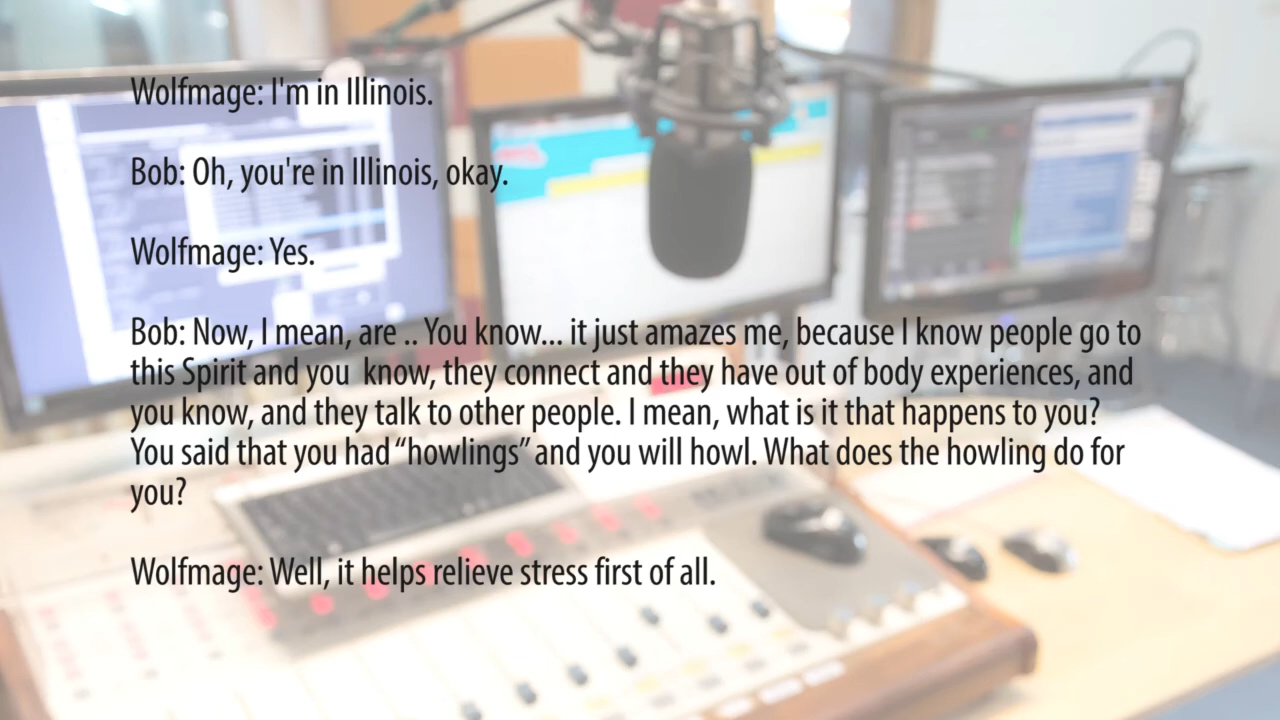 Wolfmage: I'm in Illinois.
Bob: Oh, you're in Illinois, okay.
Wolfmage: Yes.
Bob: Now, I mean, are .. You know... it just amazes me, because I know people go to
this Spirit and you  know, they connect and they have out of body experiences, and
you know, and they talk to other people. I mean, what is it that happens to you?
You said that you had “howlings” and you will howl. What does the howling do for
you?
Wolfmage: Well, it helps relieve stress first of all.